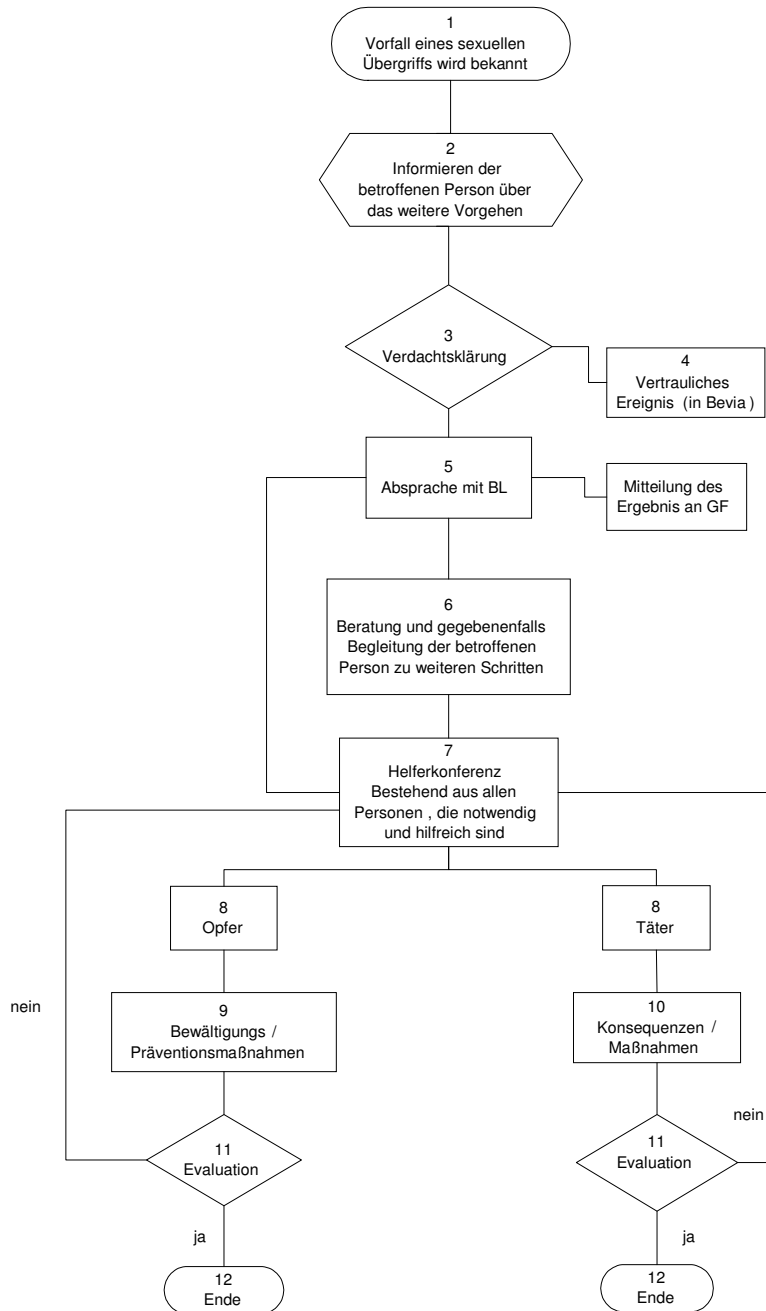 1
Vorfall eines sexuellen
Übergriffs wird bekannt
2
Informieren der
betroffenen Person über
das weitere Vorgehen
3
Verdachtsklärung
4
Vertrauliches
Ereignis (in Bevia )
5
Absprache mit BL
Mitteilung des
Ergebnis an GF
6
Beratung und gegebenenfalls
Begleitung der betroffenen
Person zu weiteren Schritten
7
Helferkonferenz
Bestehend aus allen
Personen , die notwendig
und hilfreich sind
8
Opfer
8
Täter
nein
9
Bewältigungs /
Präventionsmaßnahmen
10
Konsequenzen /
Maßnahmen
nein
11
Evaluation
11
Evaluation
ja
ja
12
Ende
12
Ende